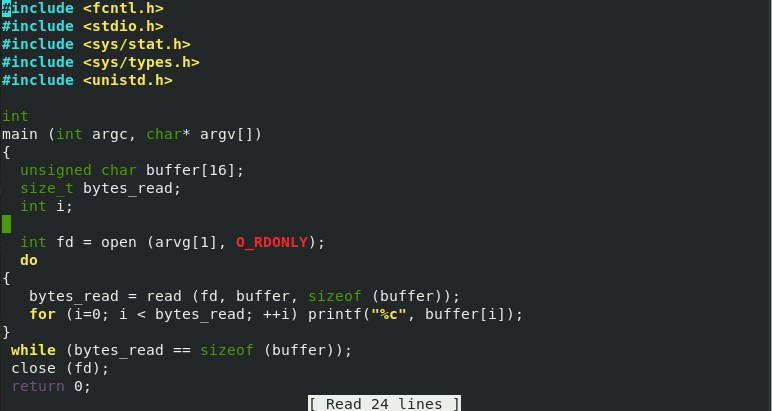 #include <fcntl.h>
#include <stdio.h>
#include <sys/stat.h>
#include <sys/types.h>
#include <unistd.h>

int
main (int argc, char* argv[])
{
  unsigned char buffer[16];
  size_t bytes_read;
  int i;

  int fd = open (arvg[1], O_RDONLY);
  do
{
   bytes_read = read (fd, buffer, sizeof (buffer));
   for (i=0; i < bytes_read; ++i) printf("%c", buffer[i]);
}
 while (bytes_read == sizeof (buffer));
 close (fd);
 return 0;
[ Read 24 lines ]